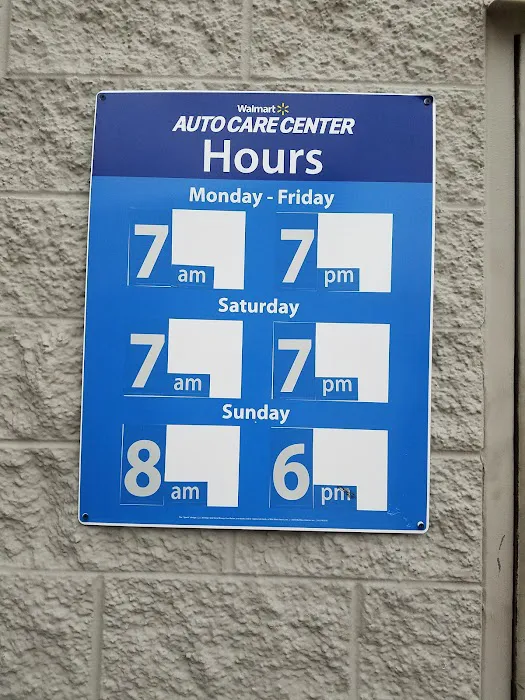 Walmart
AUTO CARE CENTER
Hours
Monday - Friday
7 am 7 pm
Saturday
7 am 7 pm
Sunday
8 am 6 pm